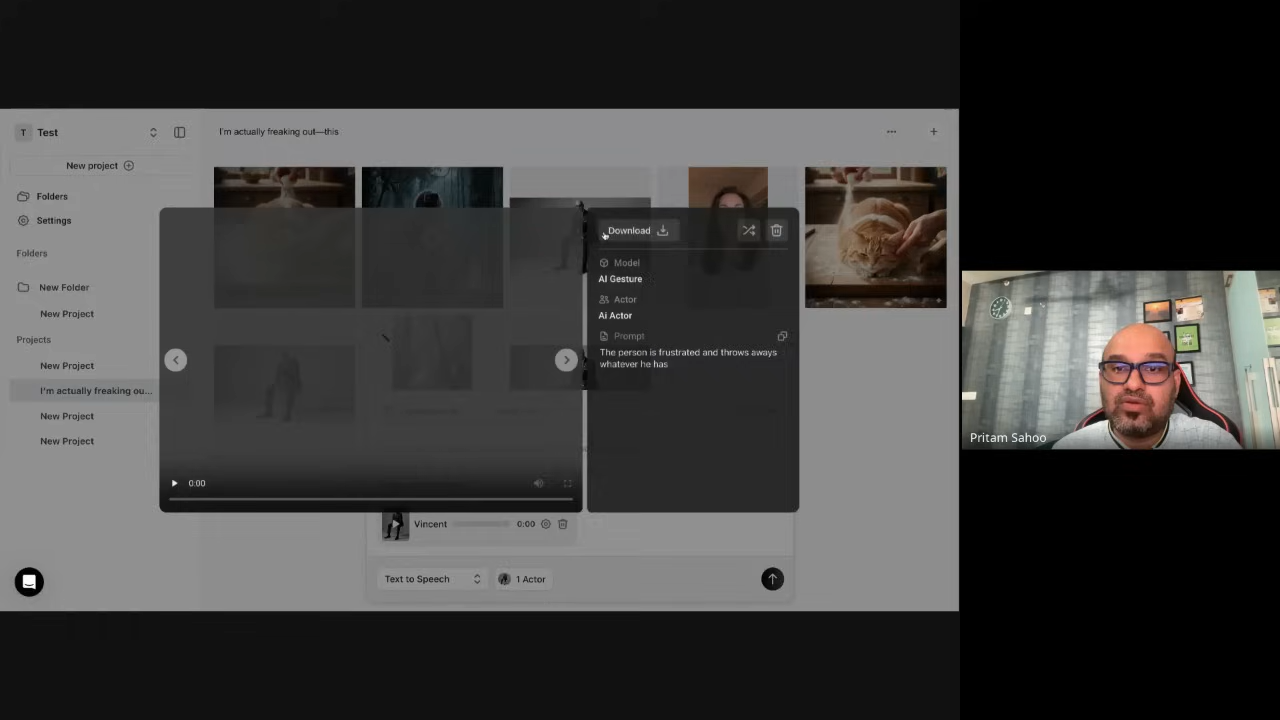 T Test
I'm actually freaking out—this
New project
Folders
Settings
Folders
New Folder
New Project
Projects
New Project
I'm actually freaking ou...
New Project
New Project
Download
Model
AI Gesture
Actor
Ai Actor
Prompt
The person is frustrated and throws aways
whatever he has
0:00
Vincent 0:00
Text to Speech 1 Actor
Pritam Sahoo